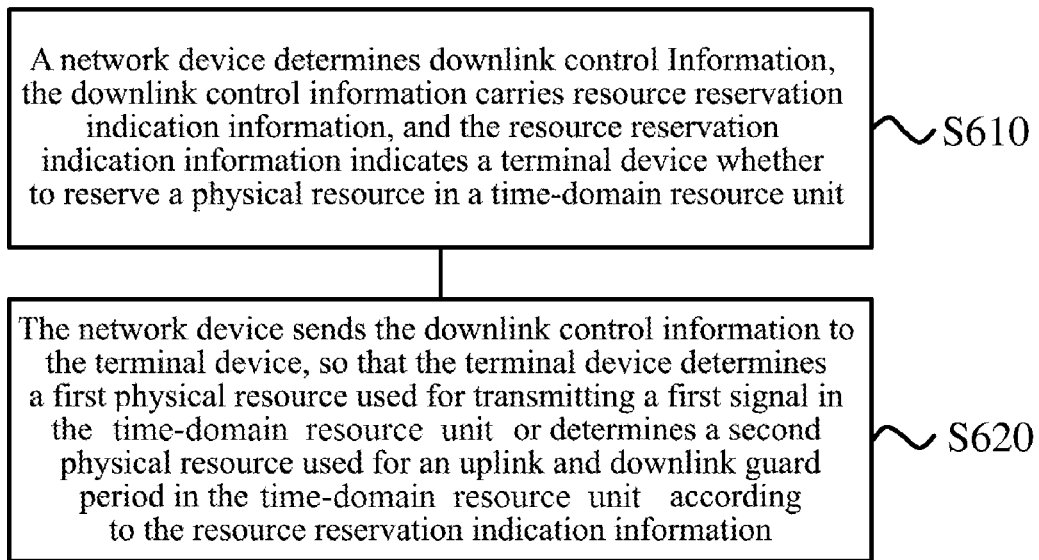 A network device determines downlink control Information,
the downlink control information carries resource reservation
indication information, and the resource reservation
indication information indicates a terminal device whether
to reserve a physical resource in a time-domain resource unit
S610
The network device sends the downlink control information to
the terminal device, so that the terminal device determines
a first physical resource used for transmitting a first signal in
the time-domain resource unit or determines a second
physical resource used for an uplink and downlink guard
period in the time-domain resource unit according
to the resource reservation indication information
S620